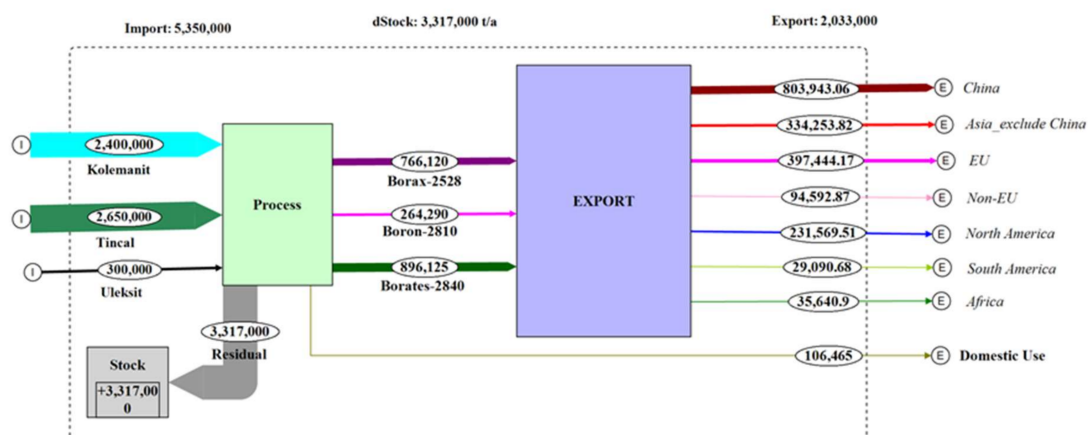 Import: 5,350,000
dStock: 3,317,000 t/a
Export: 2,033,000
I
2,400,000
Kolemanit
I
2,650,000
Tincal
I
300,000
Uleksit
Process
766,120
Borax-2528
264,290
Boron-2810
896,125
Borates-2840
EXPORT
803,943.06
E
China
334,253.82
E
Asia_exclude China
397,444.17
E
EU
94,592.87
E
Non-EU
231,569.51
E
North America
29,090.68
E
South America
35,640.9
E
Africa
106,465
E
Domestic Use
3,317,000
Residual
Stock
+3,317,00
0